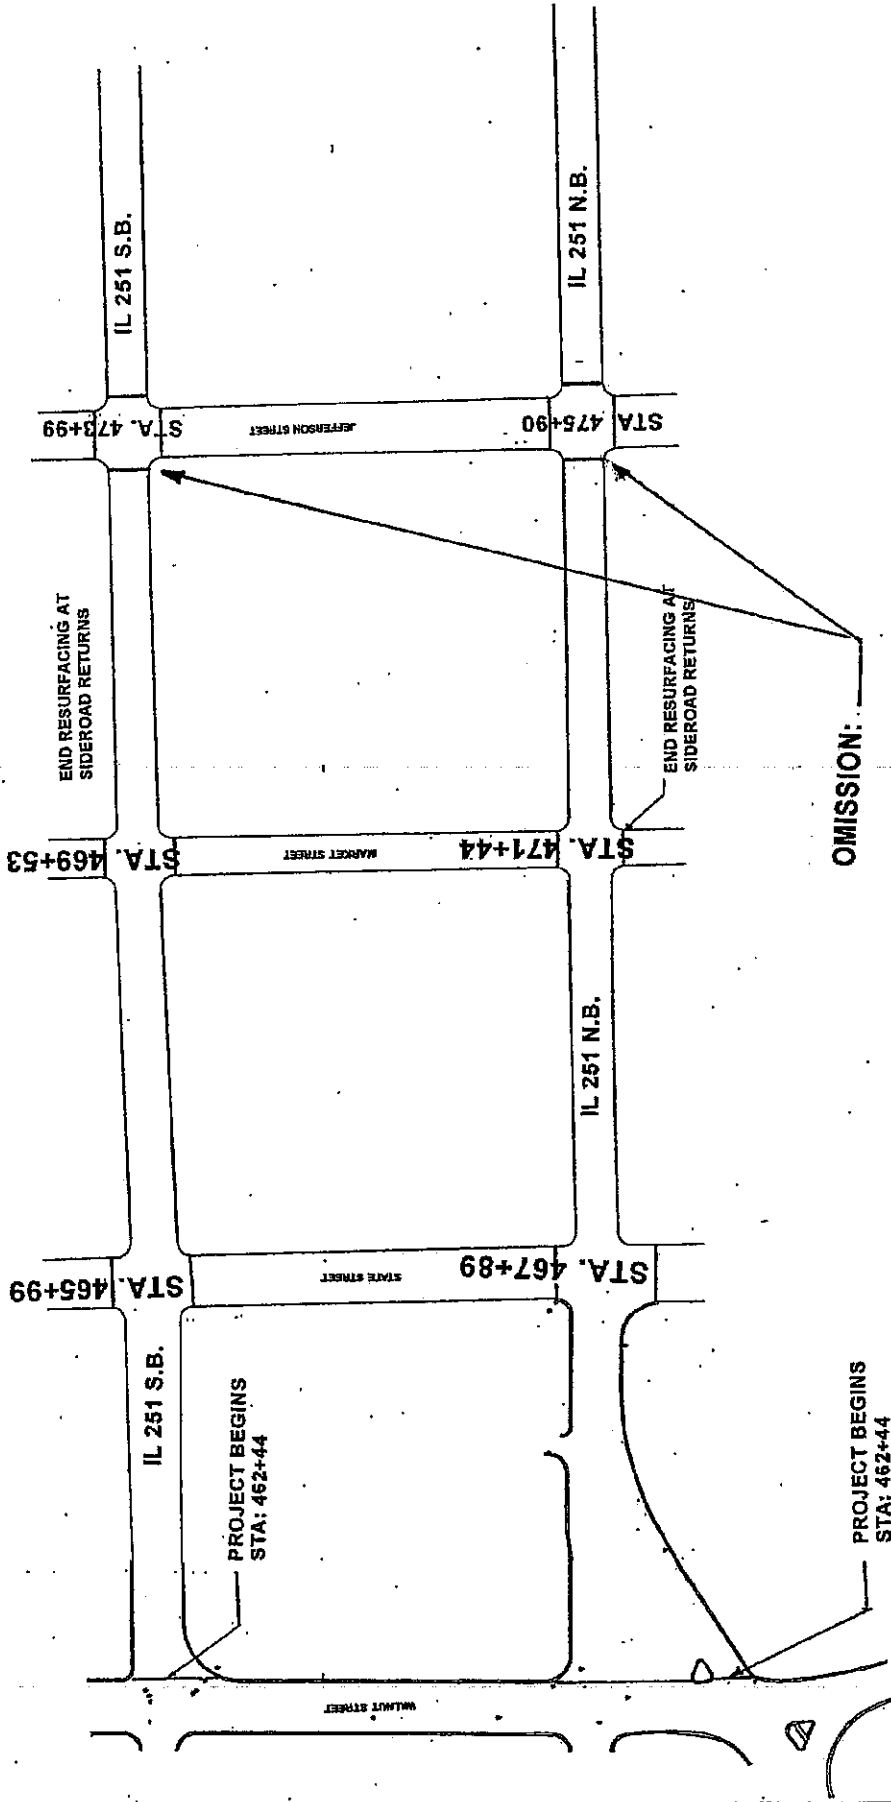 IL 251 S.B.
IL 251 N.B.
STA. 473+99
JEFFERSON STREET
STA 475+90
END RESURFACING AT
SIDEROAD RETURNS
END RESURFACING AT
SIDEROAD RETURNS
OMISSION:
STA. 469+53
MARKET STREET
STA. 471+44
IL 251 N.B.
STA. 465+99
STATE STREET
STA. 467+89
IL 251 S.B.
PROJECT BEGINS
STA: 462+44
PROJECT BEGINS
STA: 462+44
WALNUT STREET